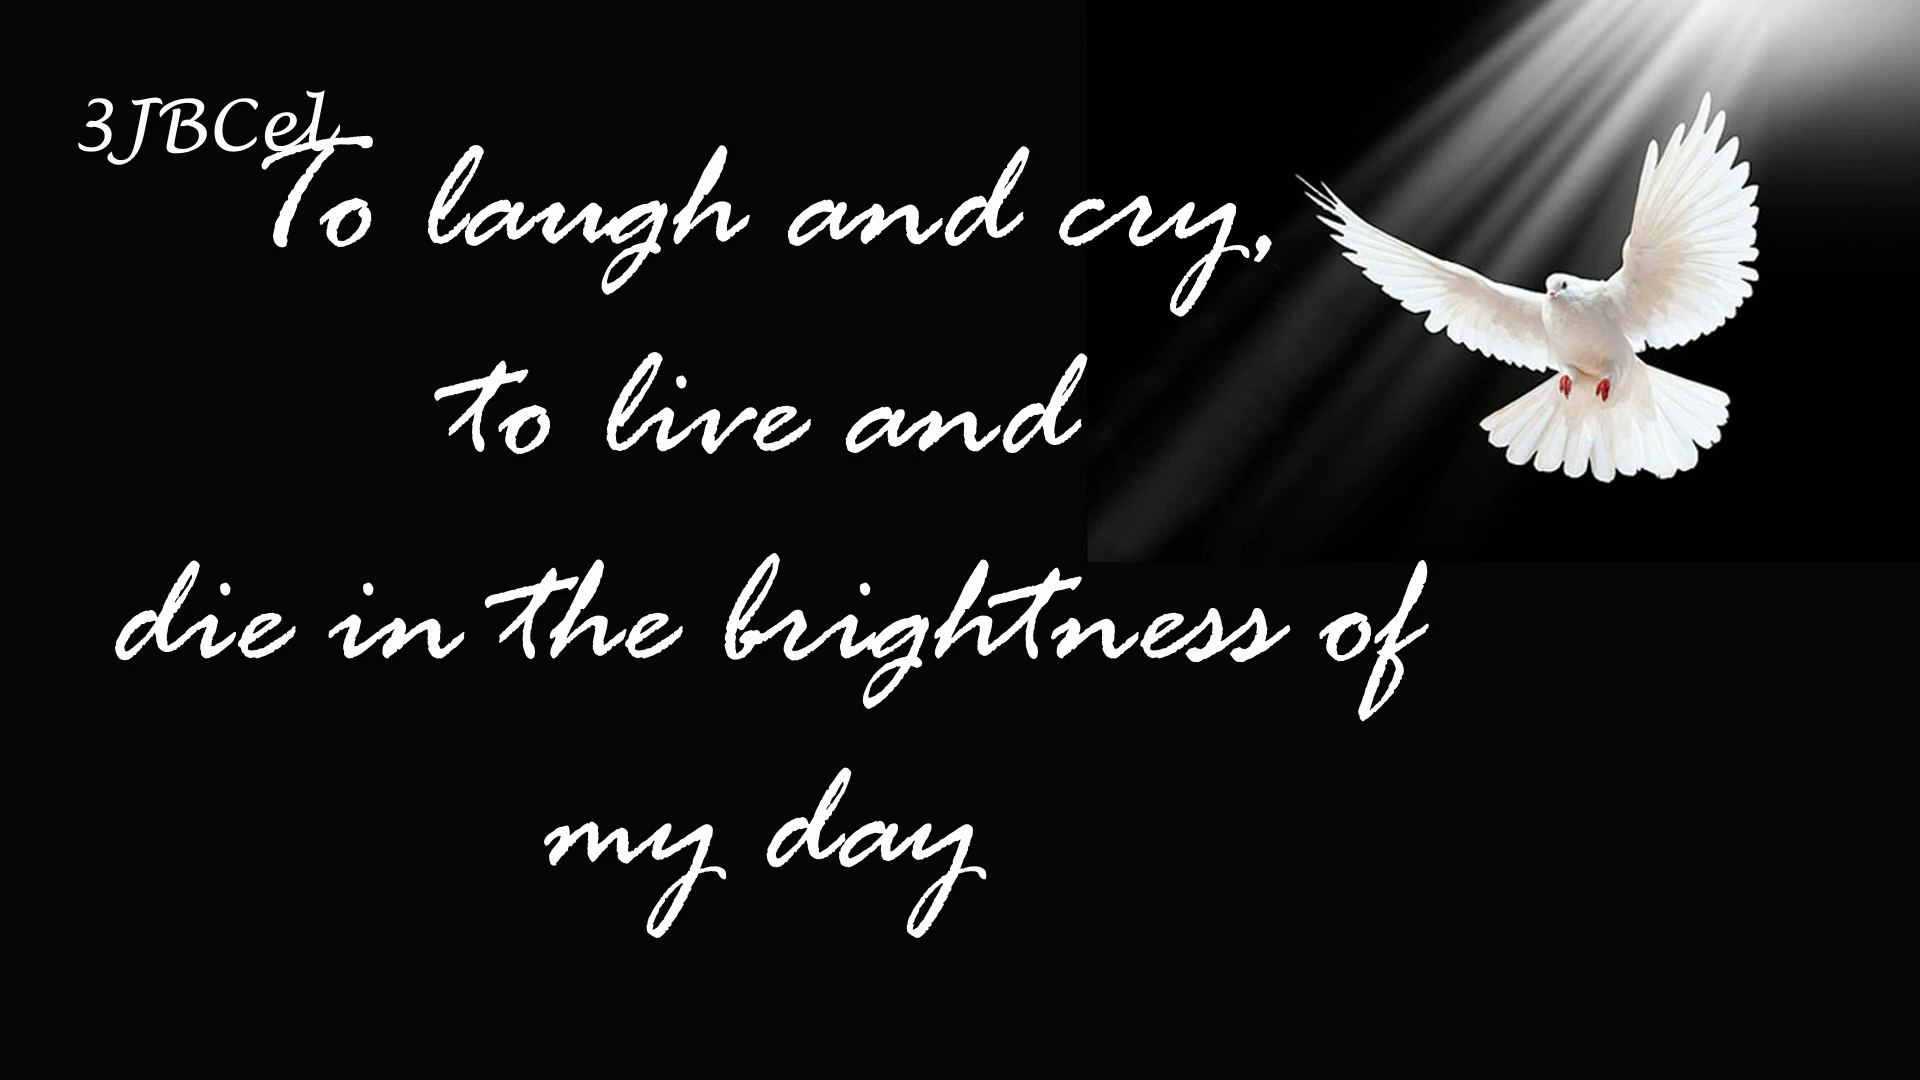 3JBCel
To laugh and cry,
to live and
die in the brightness of
my day